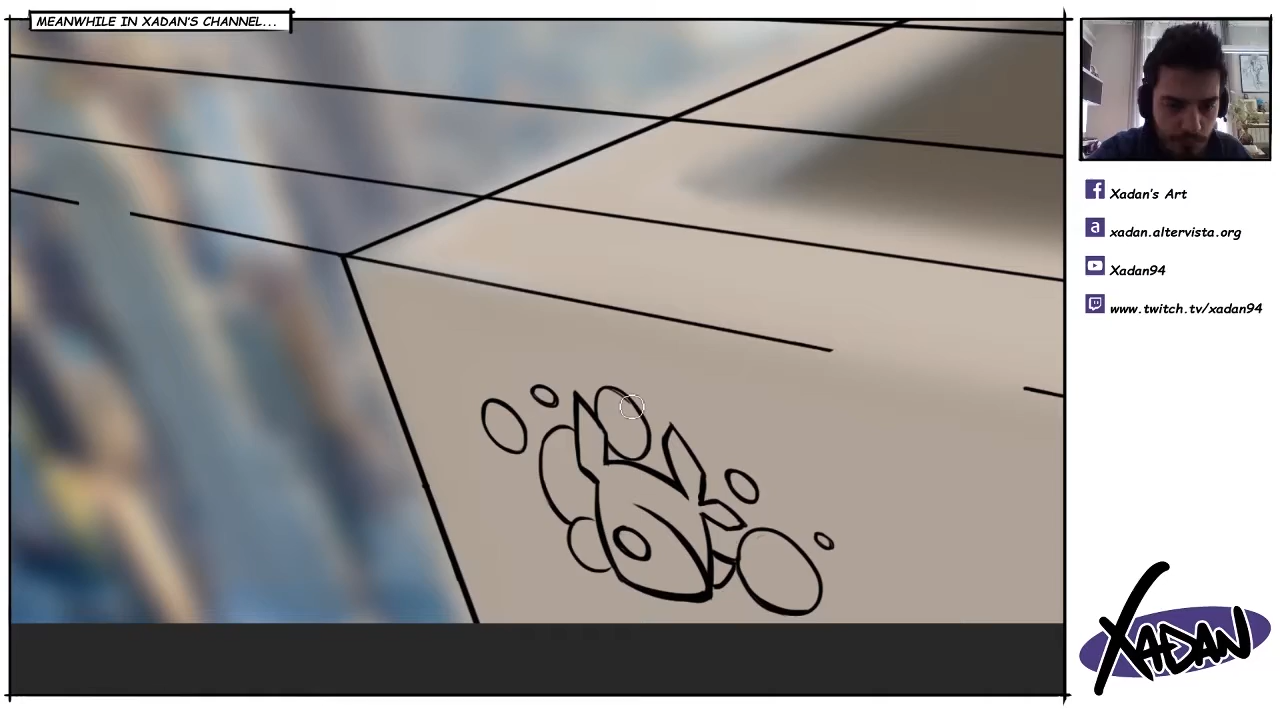 MEANWHILE IN XADAN'S CHANNEL...
Xadan's Art
a xadan.altervista.org
Xadan94
www.twitch.tv/xadan94
XADAN